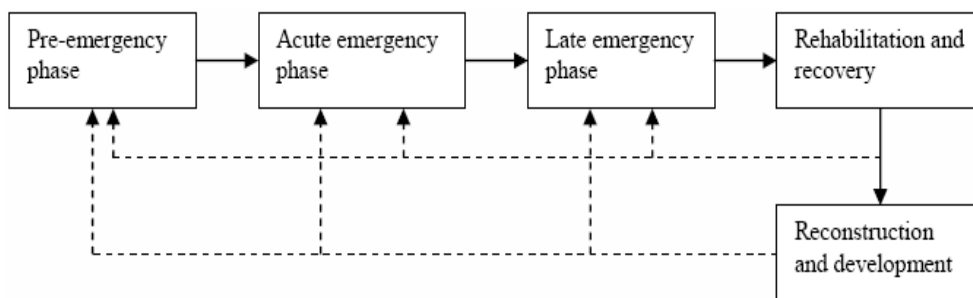 Pre-emergency
phase
Acute emergency
phase
Late emergency
phase
Rehabilitation and
recovery
Reconstruction
and development